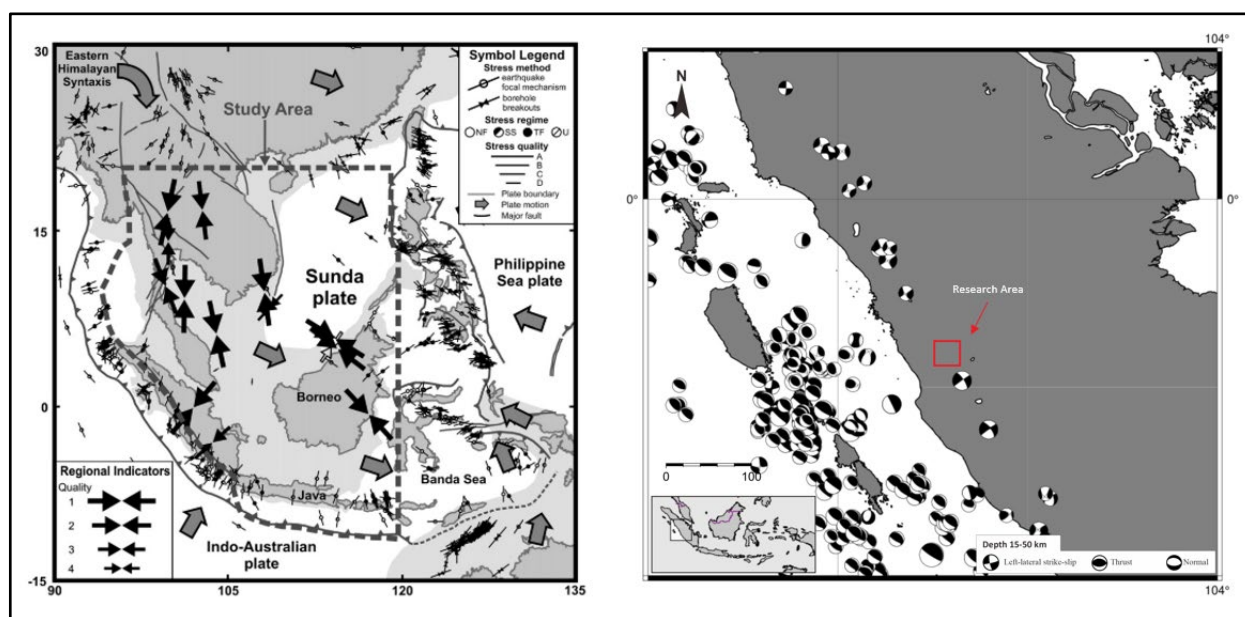 30
15
0
-15
90
105
120
135
Eastern
Himalayan
Syntaxis
Study Area
Symbol Legend
Stress method
earthquake
focal mechanism
borehole
breakouts
Stress regime
NF SS TF U
Stress quality
A
B
C
D
Plate boundary
Plate motion
Major fault
Sunda
plate
Philippine
Sea plate
Borneo
Banda Sea
Java
Indo-Australian
plate
Regional Indicators
Quality
1
2
3
4
104°
N
0°
0°
Research Area
0 100
Depth 15-50 km
Left-lateral strike-slip Thrust Normal
104°